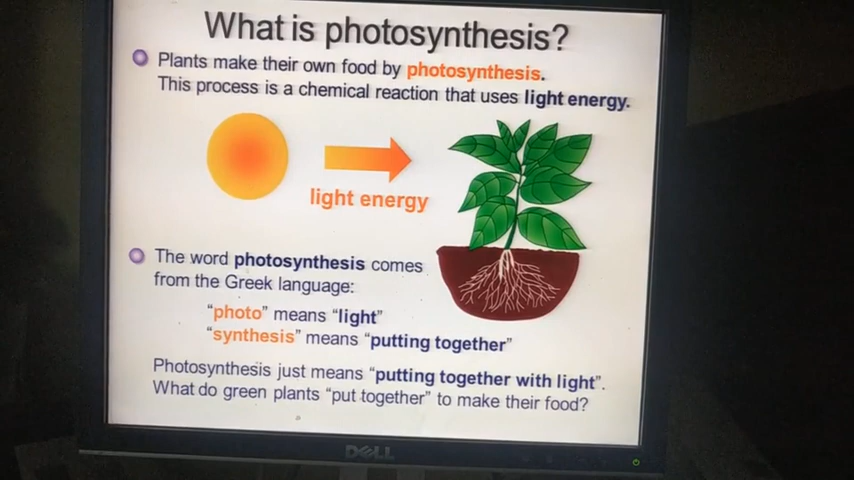 What is photosynthesis?
Plants make their own food by photosynthesis.
This process is a chemical reaction that uses light energy.
light energy
The word photosynthesis comes
from the Greek language:
“photo” means “light”
“synthesis” means “putting together”
Photosynthesis just means “putting together with light”.
What do green plants “put together” to make their food?
DELL